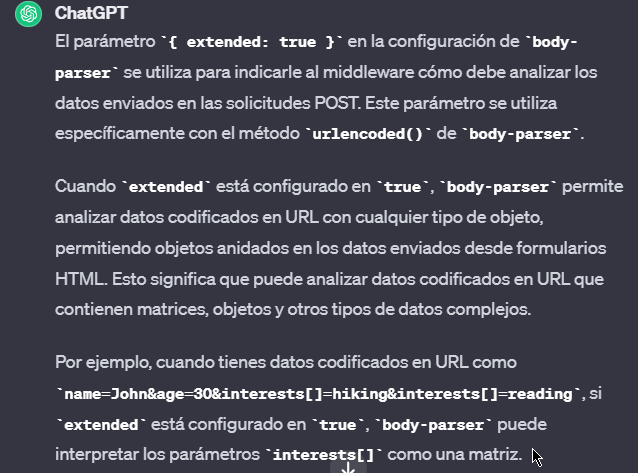 ChatGPT
El parámetro `{ extended: true }` en la configuración de `body-
parser` se utiliza para indicarle al middleware cómo debe analizar los
datos enviados en las solicitudes POST. Este parámetro se utiliza
específicamente con el método `urlencoded()` de `body-parser`.
Cuando `extended` está configurado en `true`, `body-parser` permite
analizar datos codificados en URL con cualquier tipo de objeto,
permitiendo objetos anidados en los datos enviados desde formularios
HTML. Esto significa que puede analizar datos codificados en URL que
contienen matrices, objetos y otros tipos de datos complejos.
Por ejemplo, cuando tienes datos codificados en URL como
`name=John&age=30&interests[]=hiking&interests[]=reading`, si
`extended` está configurado en `true`, `body-parser` puede
interpretar los parámetros `interests[]` como una matriz.